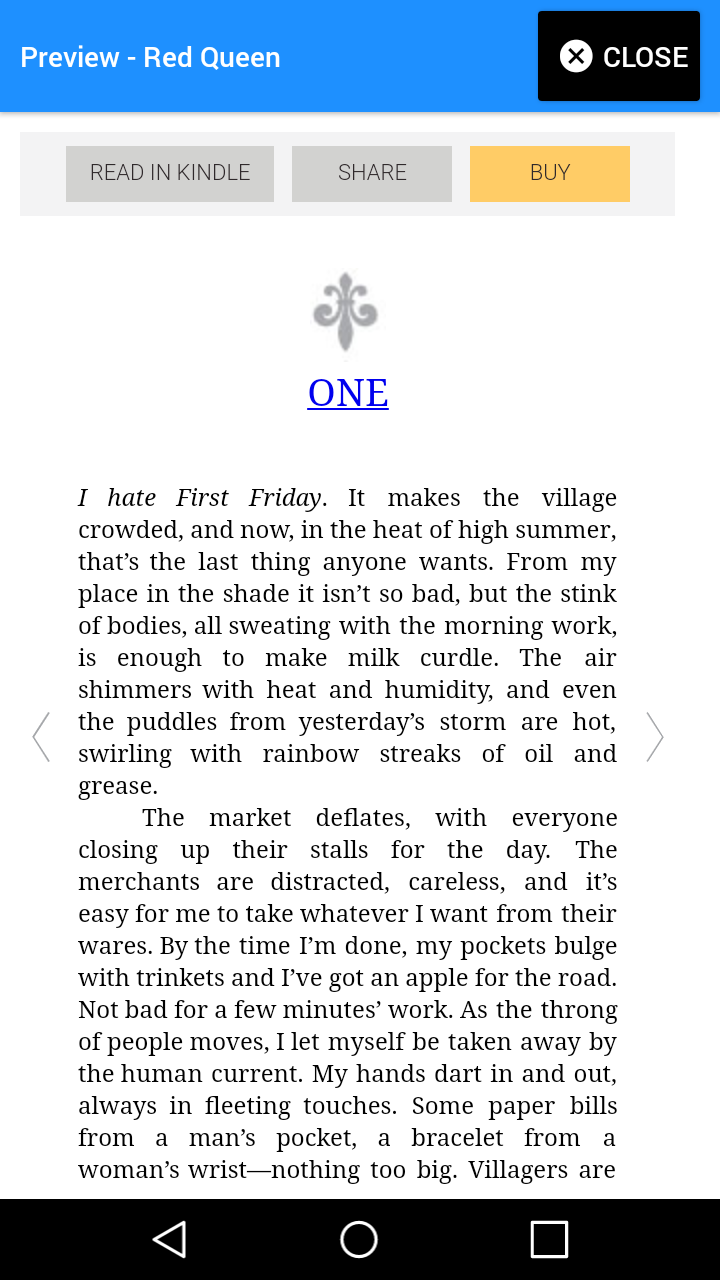 Preview - Red Queen
CLOSE
READ IN KINDLE
SHARE
BUY
ONE
I hate First Friday. It makes the village
crowded, and now, in the heat of high summer,
that’s the last thing anyone wants. From my
place in the shade it isn’t so bad, but the stink
of bodies, all sweating with the morning work,
is enough to make milk curdle. The air
shimmers with heat and humidity, and even
the puddles from yesterday’s storm are hot,
swirling with rainbow streaks of oil and
grease.
The market deflates, with everyone
closing up their stalls for the day. The
merchants are distracted, careless, and it’s
easy for me to take whatever I want from their
wares. By the time I’m done, my pockets bulge
with trinkets and I’ve got an apple for the road.
Not bad for a few minutes’ work. As the throng
of people moves, I let myself be taken away by
the human current. My hands dart in and out,
always in fleeting touches. Some paper bills
from a man’s pocket, a bracelet from a
woman’s wrist—nothing too big. Villagers are